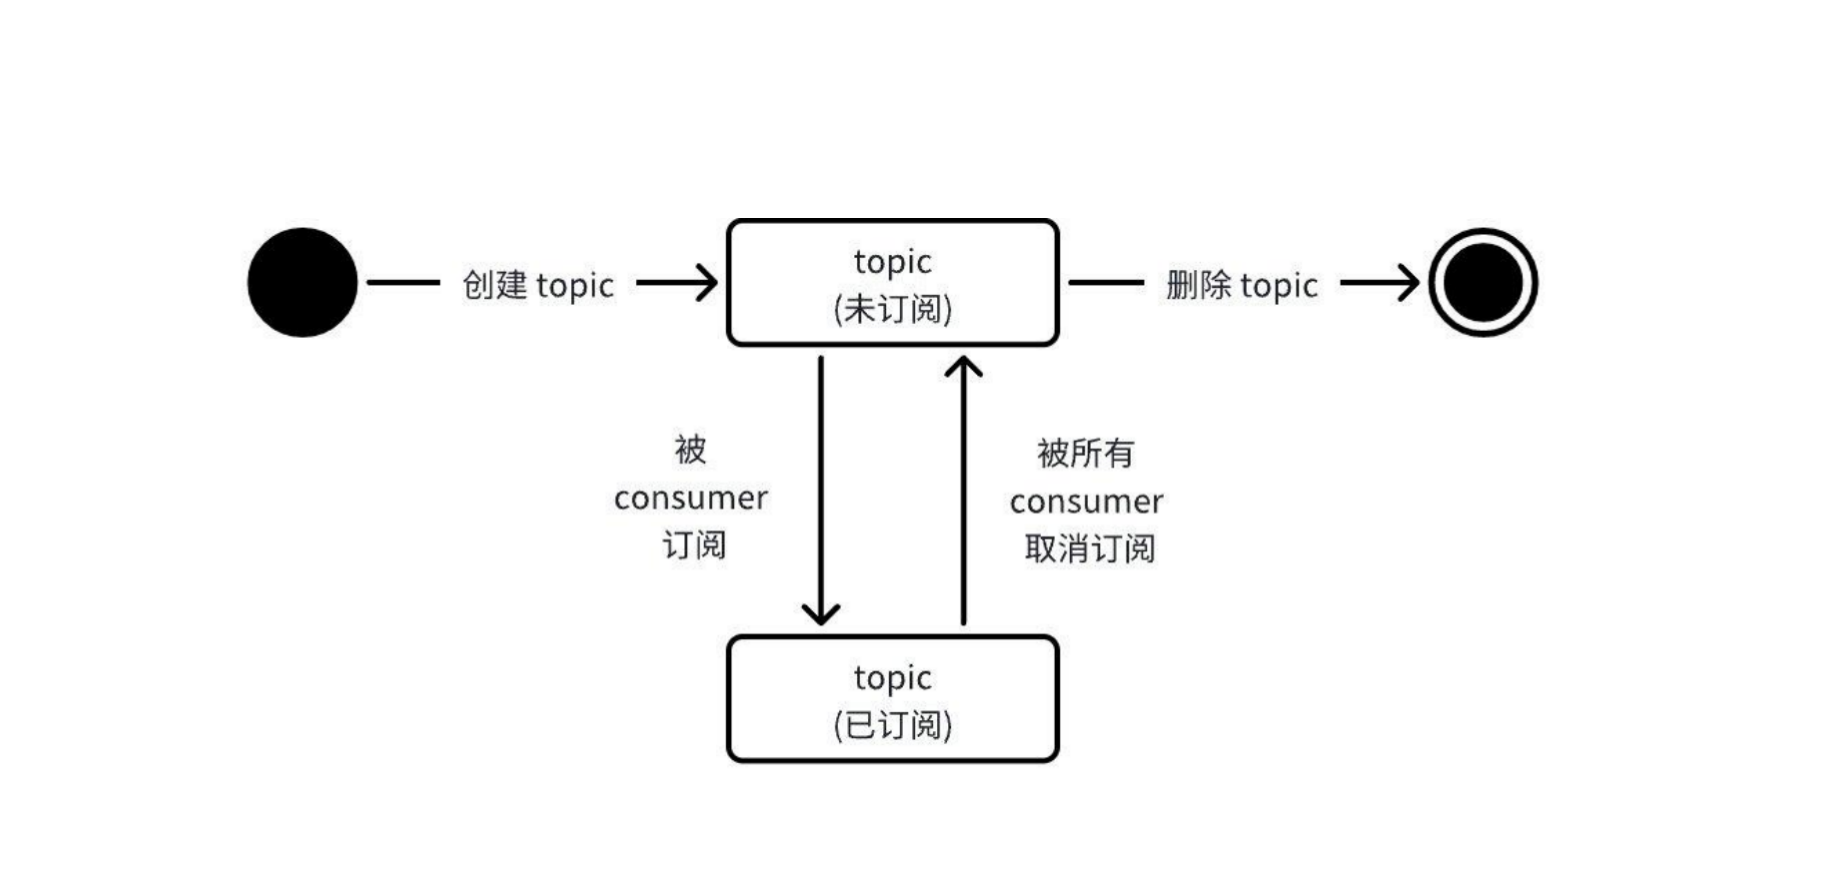 创建 topic
topic
(未订阅)
删除 topic
被
consumer
订阅
被所有
consumer
取消订阅
topic
(已订阅)